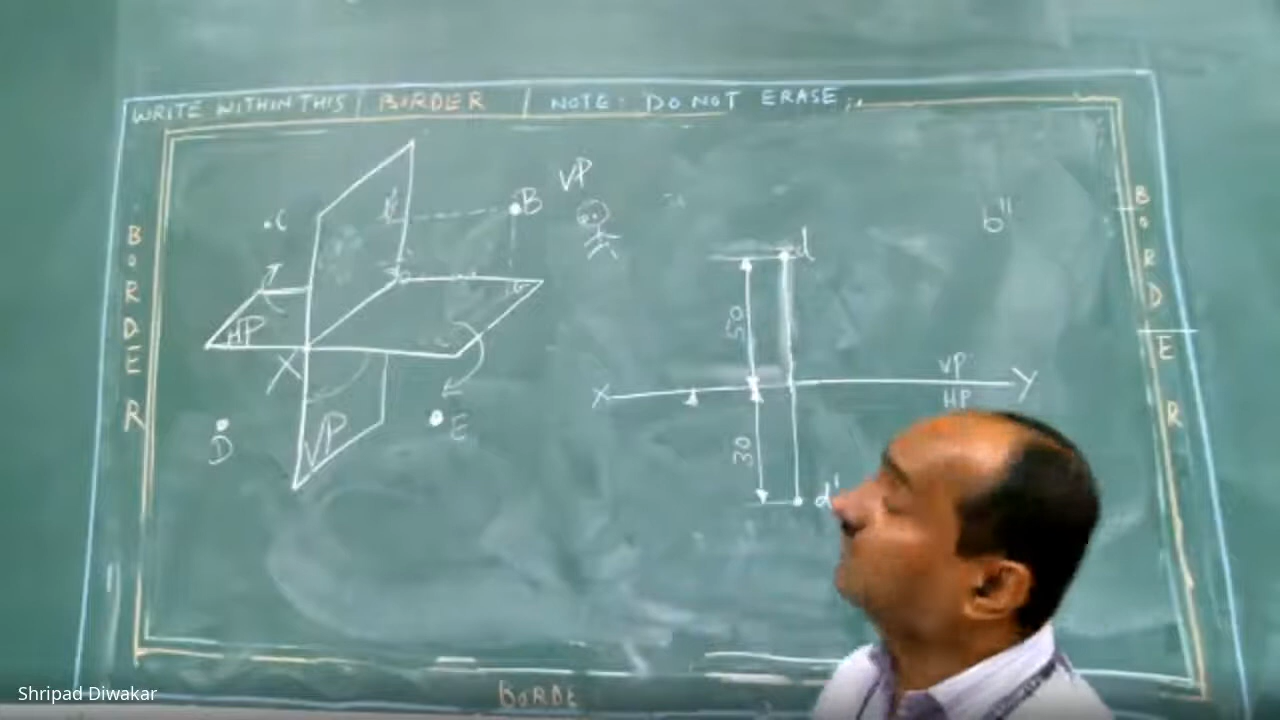 WRITE WITHIN THIS BORDER NOTE: DO NOT ERASE
BORDER
BORDER
VP
B
C
HP
X
D
E
VP
d
50
X
Y
VP
HP
30
d'
b"
BORDE
Shripad Diwakar